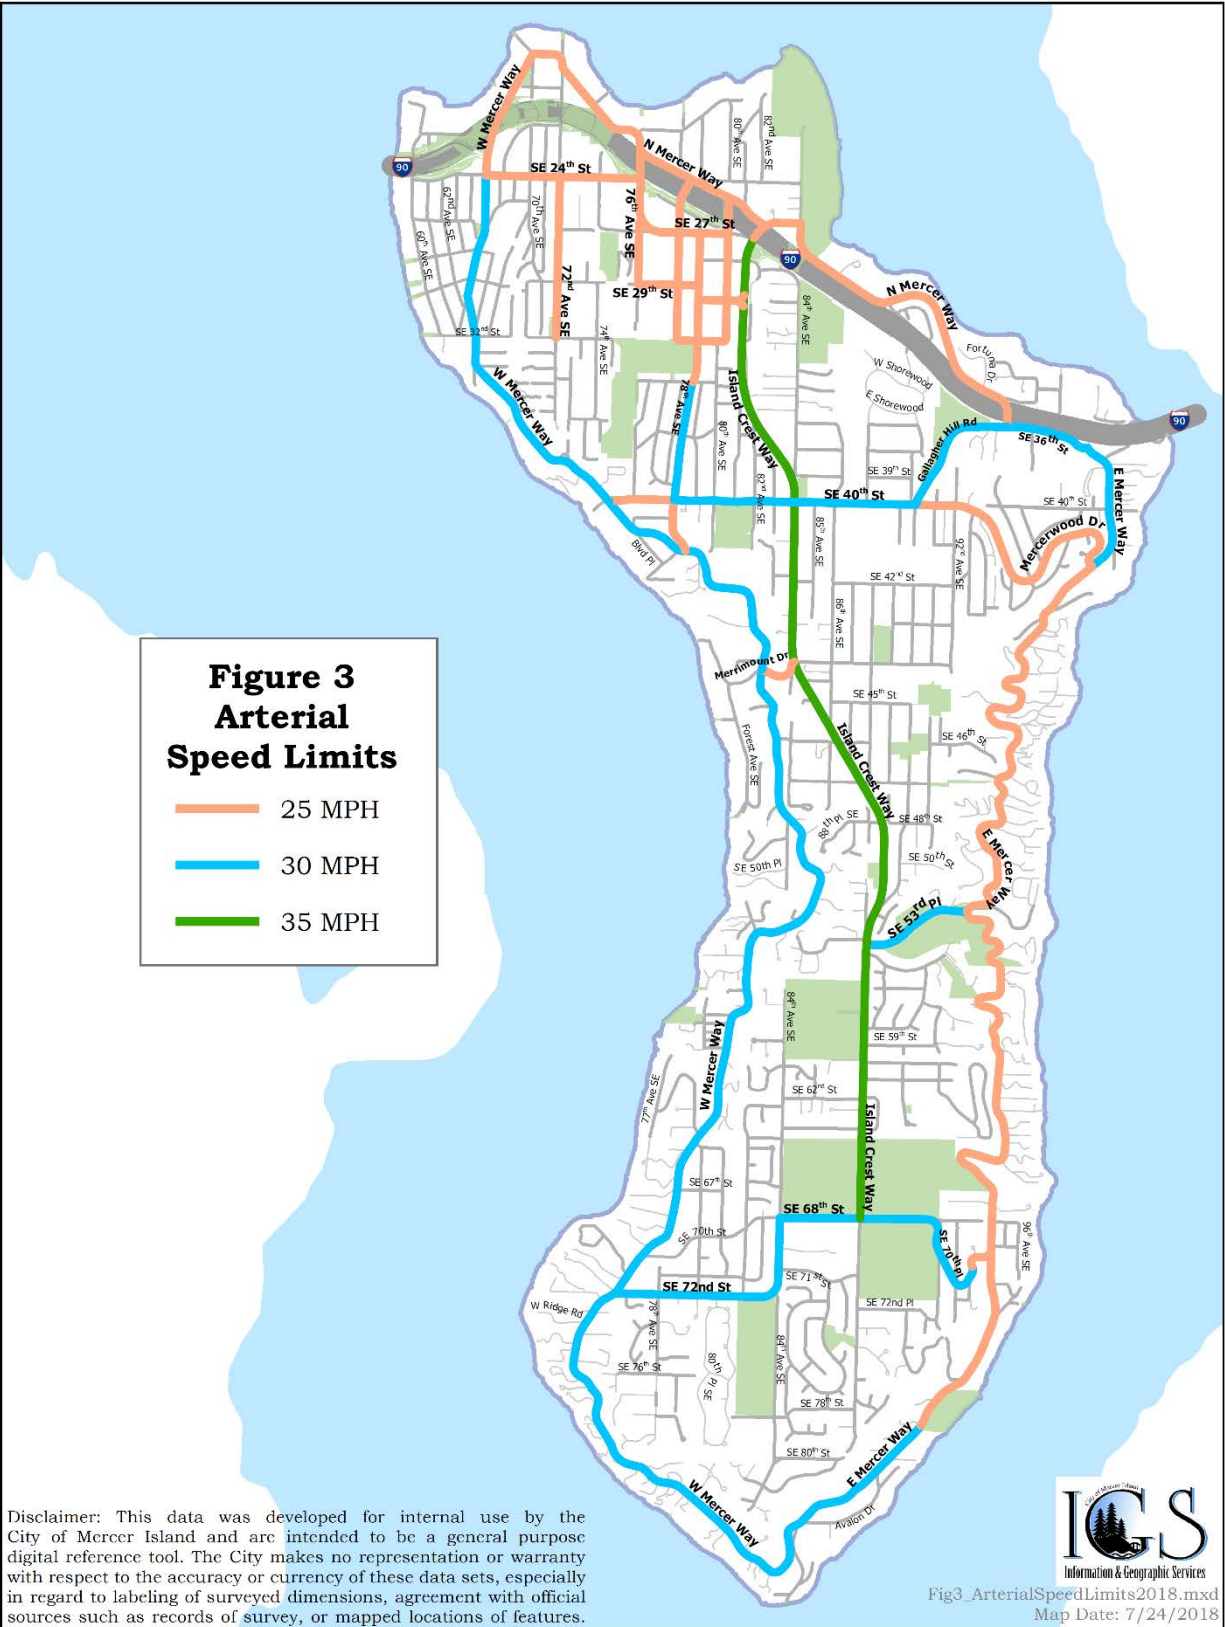 W Mercer Way
90
SE 24th St
N Mercer Way
80th Ave SE
82nd Ave SE
62nd Ave SE
60th Ave SE
70th Ave SE
76th Ave SE
SE 27th St
72nd Ave SE
SE 29th St
90
N Mercer Way
84th Ave SE
SE 32nd St
74th Ave SE
Fortuna Dr
W Shorewood
E Shorewood
W Mercer Way
78th Ave SE
Island Crest Way
80th Ave SE
Gallagher Hill Rd
SE 36th St
90
SE 39th St
82nd Ave SE
SE 40th St
SE 40th St
E Mercer Way
Mercerwood Dr
85th Ave SE
92nd Ave SE
Blvd Pl
SE 42nd St
86th Ave SE
Merrimount Dr
SE 45th St
Forest Ave SE
Island Crest Way
SE 46th St
88th Pl SE
SE 48th St
SE 50th Pl
SE 50th St
E Mercer Way
SE 53rd Pl
84th Ave SE
SE 59th St
W Mercer Way
77th Ave SE
SE 62nd St
Island Crest Way
SE 67th St
SE 68th St
SE 70th St
SE 70th Pl
96th Ave SE
SE 71st St
SE 72nd St
SE 72nd Pl
W Ridge Rd
78th Ave SE
84th Ave SE
80th Pl SE
SE 76th St
SE 78th St
SE 80th St
E Mercer Way
W Mercer Way
Avalon Dr
Figure 3
Arterial
Speed Limits
25 MPH
30 MPH
35 MPH
Disclaimer: This data was developed for internal use by the
City of Mercer Island and are intended to be a general purpose
digital reference tool. The City makes no representation or warranty
with respect to the accuracy or currency of these data sets, especially
in regard to labeling of surveyed dimensions, agreement with official
sources such as records of survey, or mapped locations of features.
City of Mercer Island
IGS
Information & Geographic Services
Fig3_ArterialSpeedLimits2018.mxd
Map Date: 7/24/2018